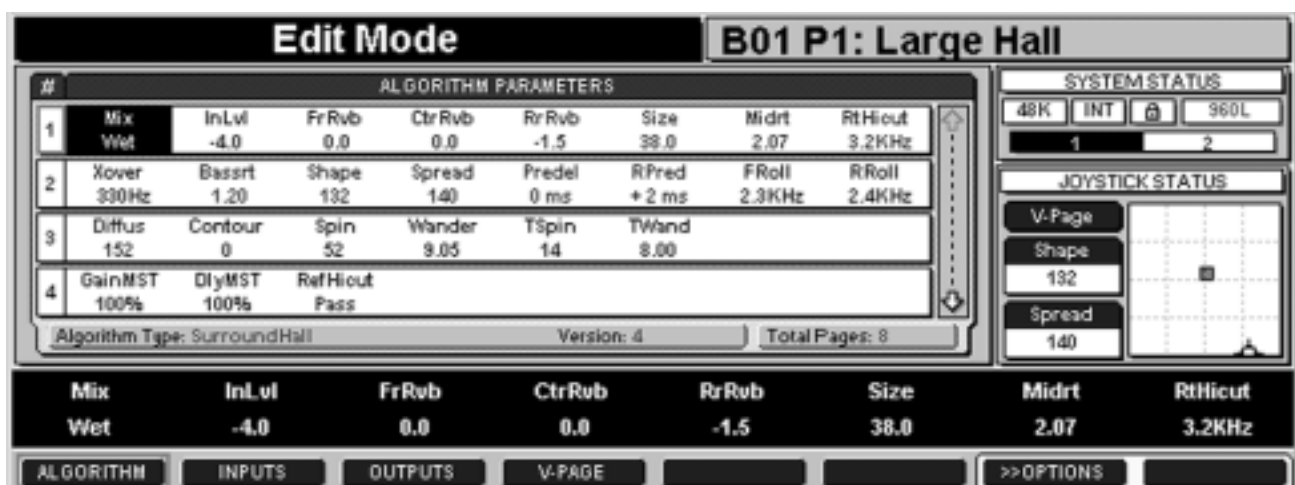 Edit Mode
B01 P1: Large Hall
# ALGORITHM PARAMETERS
1 Mix InLvl FrRvb CtrRvb RrRvb Size Midrt RtHicut
Wet -4.0 0.0 0.0 -1.5 38.0 2.07 3.2KHz
2 Xover Bassrt Shape Spread Predel RPred FRoll RRoll
330Hz 1.20 132 140 0 ms +2 ms 2.3KHz 2.4KHz
3 Diffus Contour Spin Wander TSpin TWand
152 0 52 9.05 14 8.00
4 GainMST DlyMST RefHicut
100% 100% Pass
Algorithm Type: SurroundHall Version: 4 Total Pages: 8
SYSTEM STATUS
48K INT 960L
1 2
JOYSTICK STATUS
V-Page
Shape
132
Spread
140
Mix InLvl FrRvb CtrRvb RrRvb Size Midrt RtHicut
Wet -4.0 0.0 0.0 -1.5 38.0 2.07 3.2KHz
ALGORITHM INPUTS OUTPUTS V-PAGE >>OPTIONS